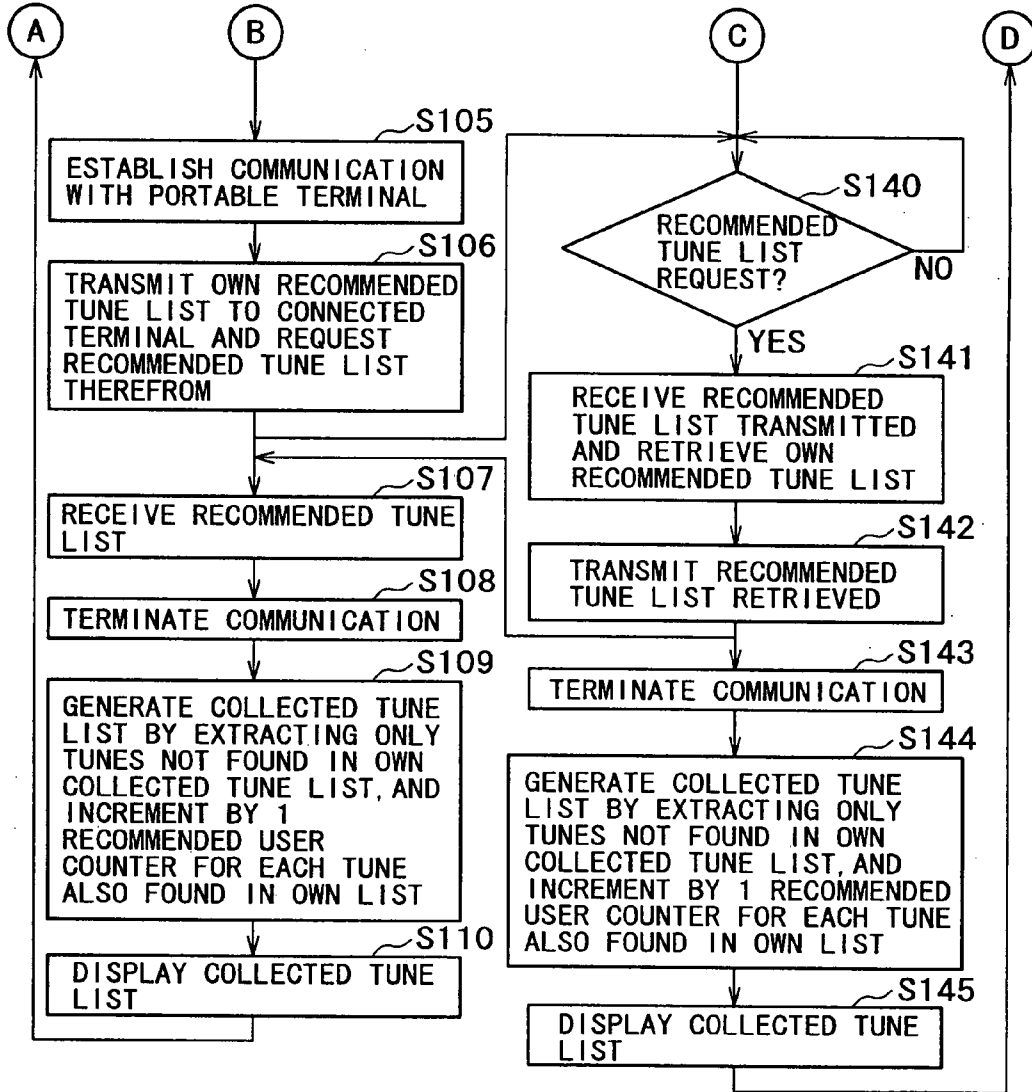 A
B
C
D
S105
ESTABLISH COMMUNICATION
WITH PORTABLE TERMINAL
S106
TRANSMIT OWN RECOMMENDED
TUNE LIST TO CONNECTED
TERMINAL AND REQUEST
RECOMMENDED TUNE LIST
THEREFROM
S107
RECEIVE RECOMMENDED TUNE
LIST
S108
TERMINATE COMMUNICATION
S109
GENERATE COLLECTED TUNE
LIST BY EXTRACTING ONLY
TUNES NOT FOUND IN OWN
COLLECTED TUNE LIST, AND
INCREMENT BY 1
RECOMMENDED USER
COUNTER FOR EACH TUNE
ALSO FOUND IN OWN LIST
S110
DISPLAY COLLECTED TUNE
LIST
S140
RECOMMENDED
TUNE LIST
REQUEST?
NO
YES
S141
RECEIVE RECOMMENDED
TUNE LIST TRANSMITTED
AND RETRIEVE OWN
RECOMMENDED TUNE LIST
S142
TRANSMIT RECOMMENDED
TUNE LIST RETRIEVED
S143
TERMINATE COMMUNICATION
S144
GENERATE COLLECTED TUNE
LIST BY EXTRACTING ONLY
TUNES NOT FOUND IN OWN
COLLECTED TUNE LIST, AND
INCREMENT BY 1 RECOMMENDED
USER COUNTER FOR EACH TUNE
ALSO FOUND IN OWN LIST
S145
DISPLAY COLLECTED TUNE
LIST